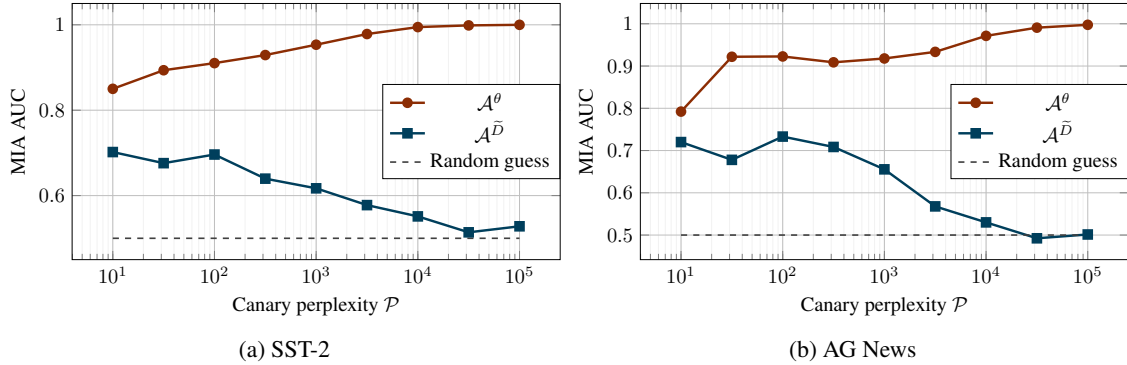 1
0.8
0.6
MIA AUC
10^1
10^2
10^3
10^4
10^5
Canary perplexity 𝒫
𝒜^θ
𝒜^D̃
Random guess
(a) SST-2
1
0.9
0.8
0.7
0.6
0.5
MIA AUC
10^1
10^2
10^3
10^4
10^5
Canary perplexity 𝒫
𝒜^θ
𝒜^D̃
Random guess
(b) AG News